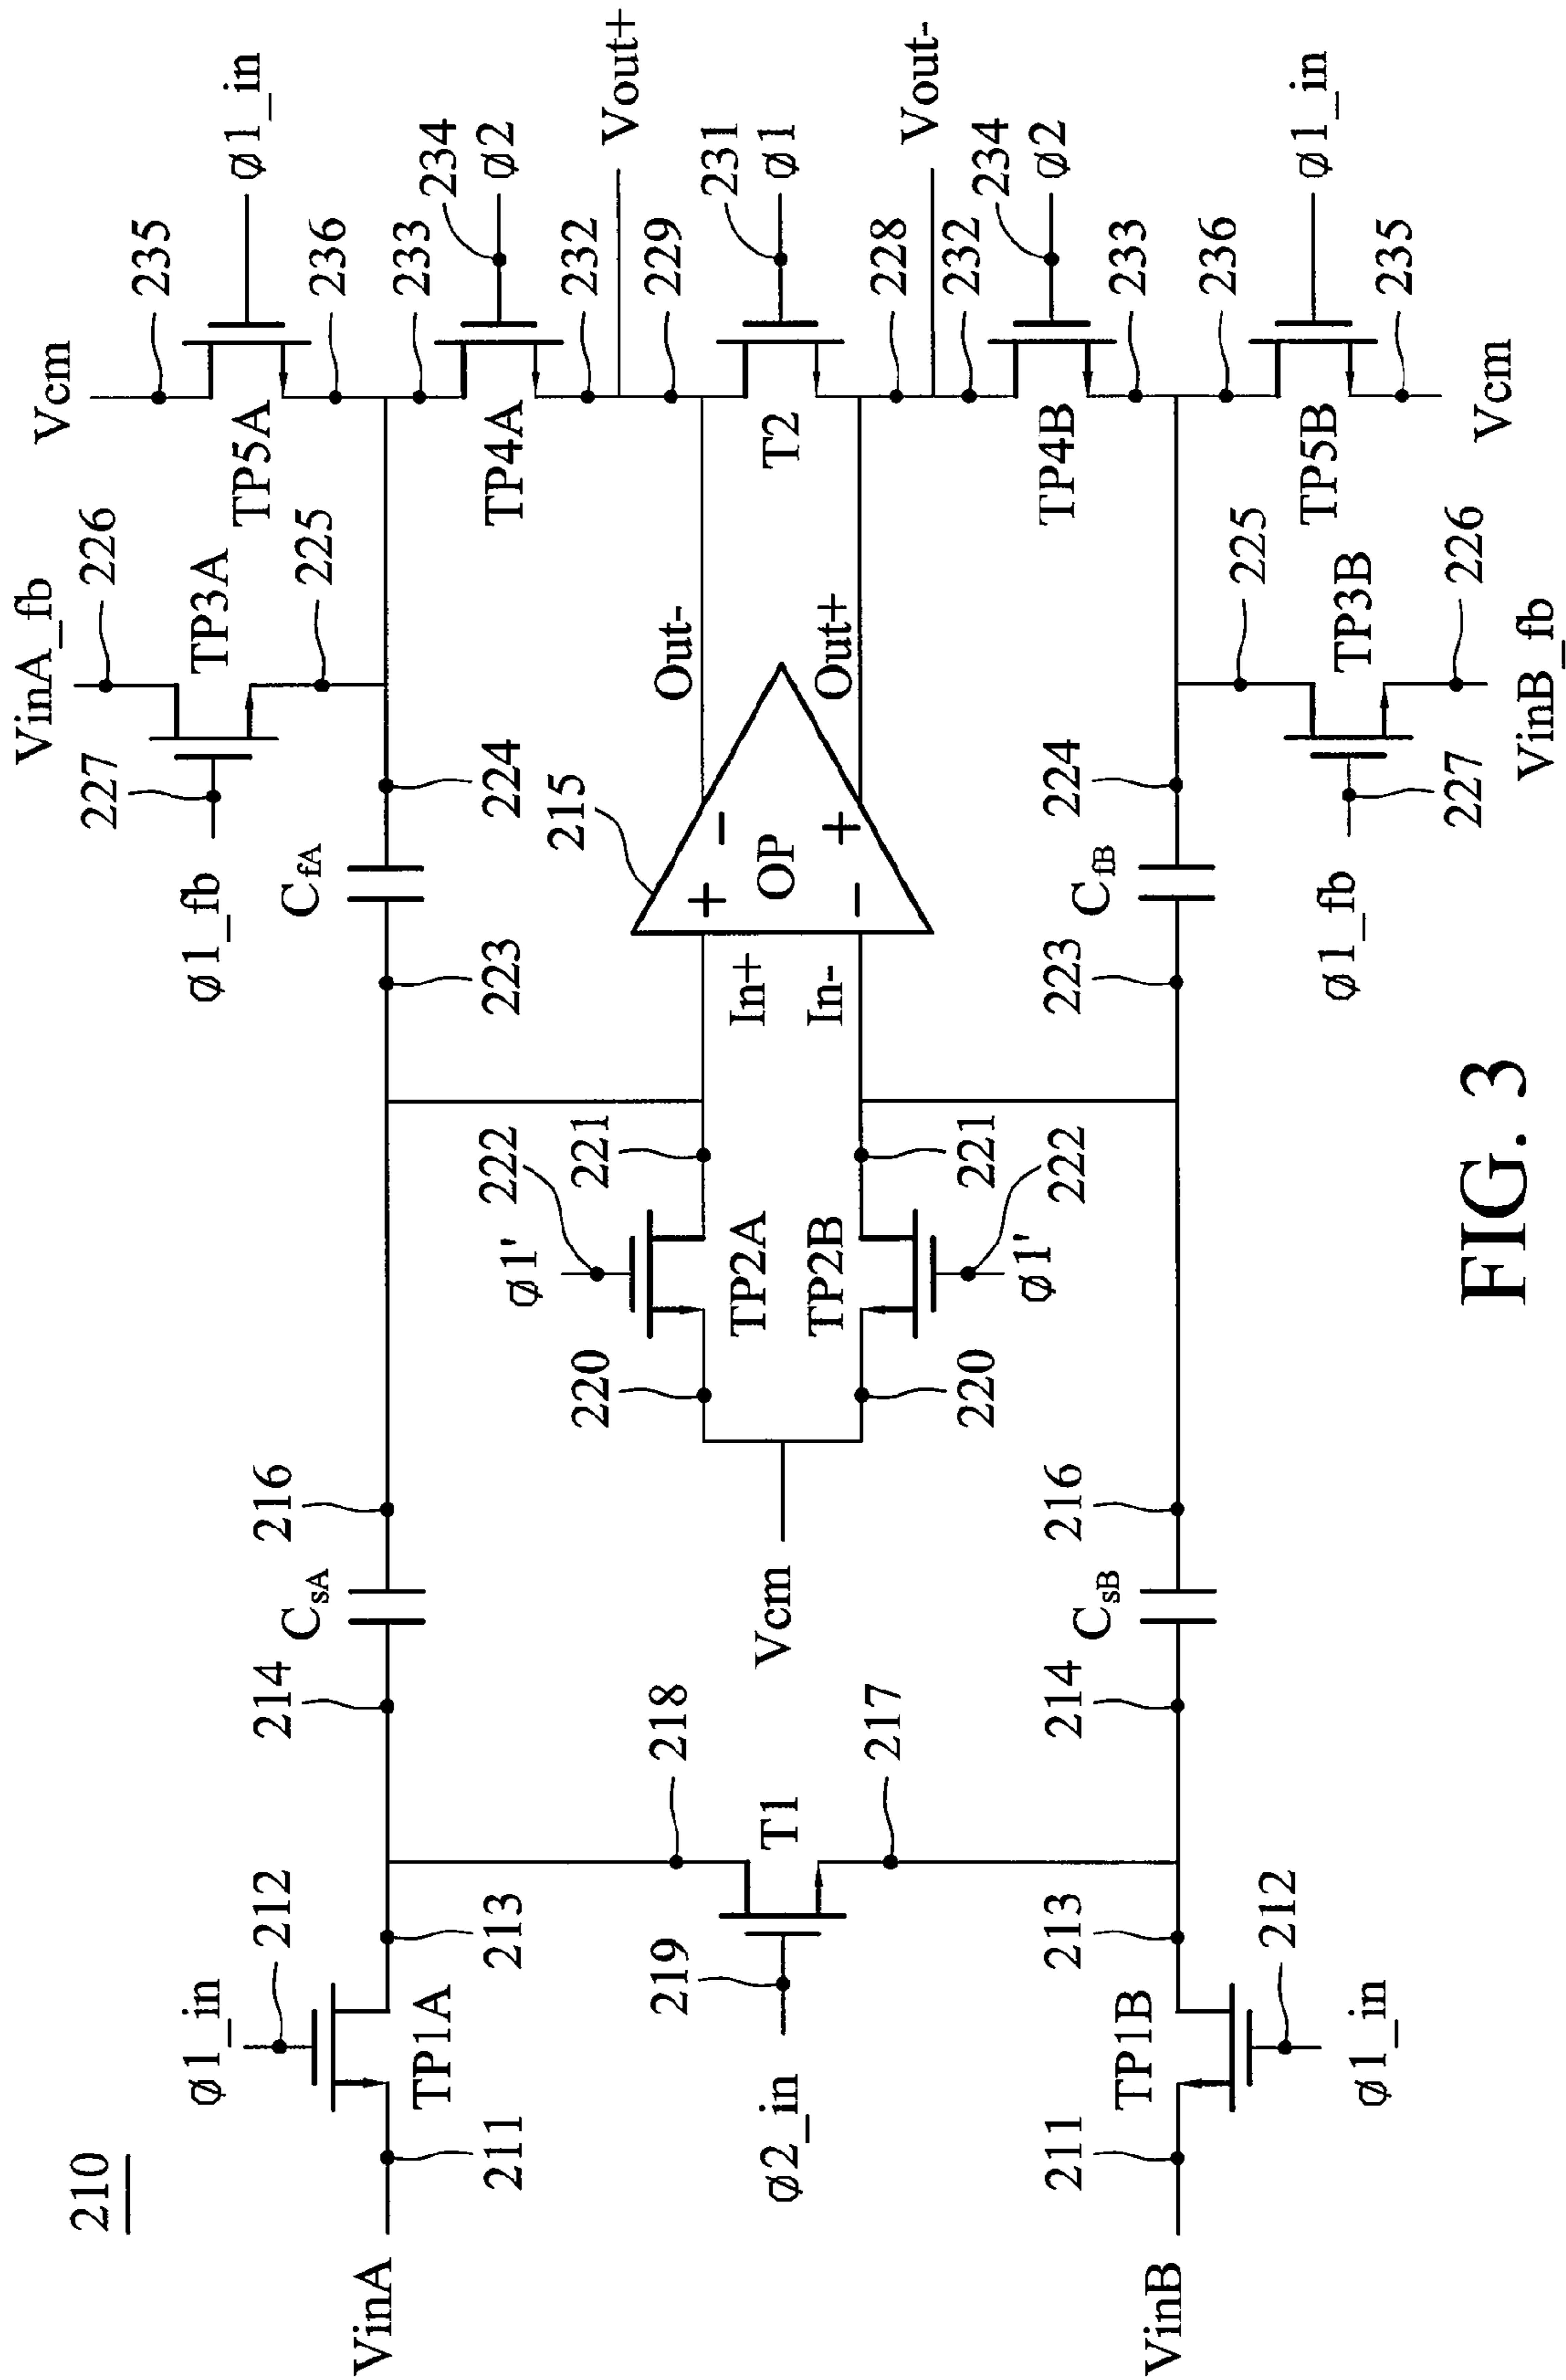 210
VinA
211
ø1_in
212
TP1A
213
214
CsA
216
218
T1
217
219
ø2_in
VinB
211
TP1B
212
ø1_in
213
214
CsB
216
Vcm
220
220
ø1'
222
TP2A
221
TP2B
ø1'
222
221
In+
In-
223
CfA
224
215
+
-
OP
-
+
Out-
Out+
223
CfB
224
ø1_fb
227
VinA_fb
226
TP3A
225
ø1_fb
227
VinB_fb
226
TP3B
225
Vcm
235
TP5A
ø1_in
236
233
TP4A
234
ø2
232
Vout+
229
T2
231
ø1
228
Vout-
232
TP4B
234
ø2
233
236
TP5B
ø1_in
235
Vcm
FIG. 3